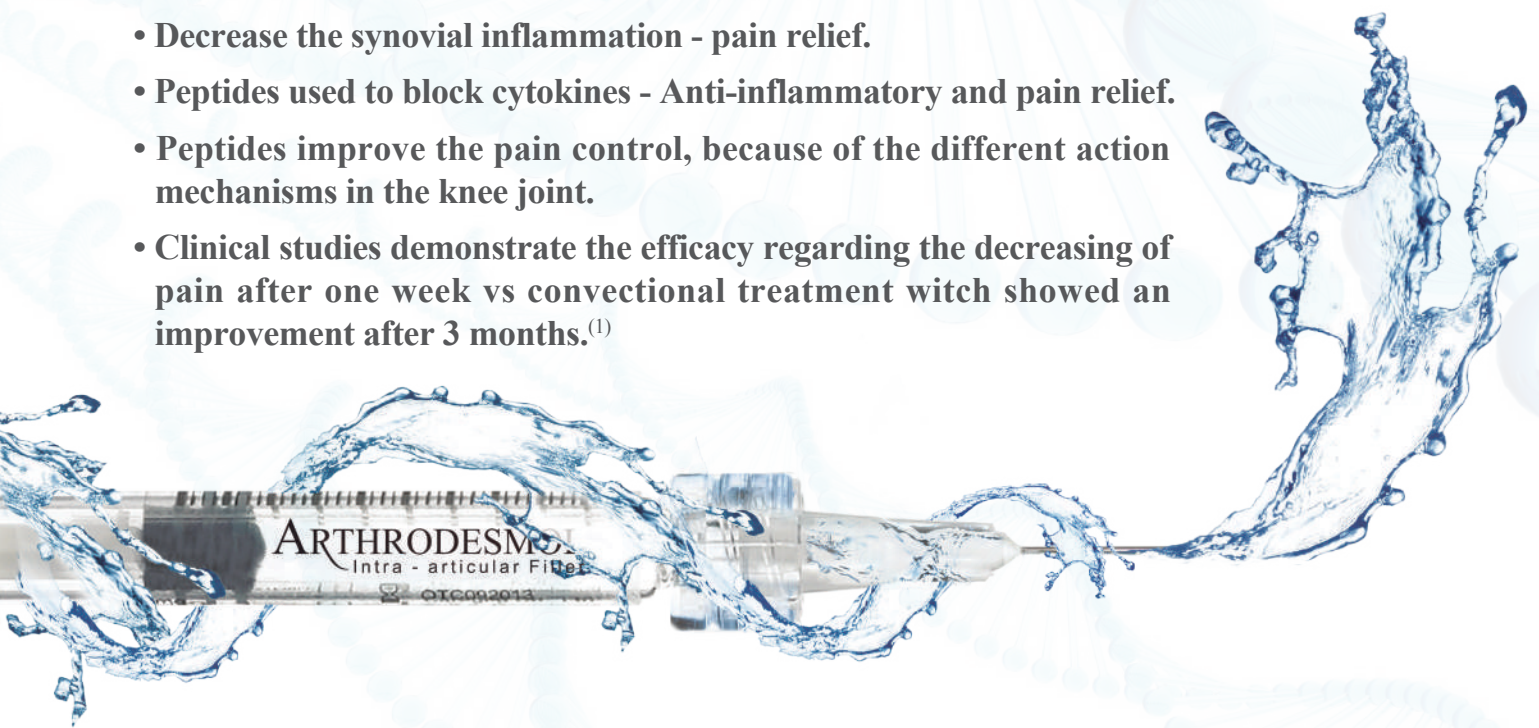 • Decrease the synovial inflammation - pain relief.
• Peptides used to block cytokines - Anti-inflammatory and pain relief.
• Peptides improve the pain control, because of the different action
mechanisms in the knee joint.
• Clinical studies demonstrate the efficacy regarding the decreasing of
pain after one week vs convectional treatment witch showed an
improvement after 3 months.(1)
Intra - articular
OTC092013